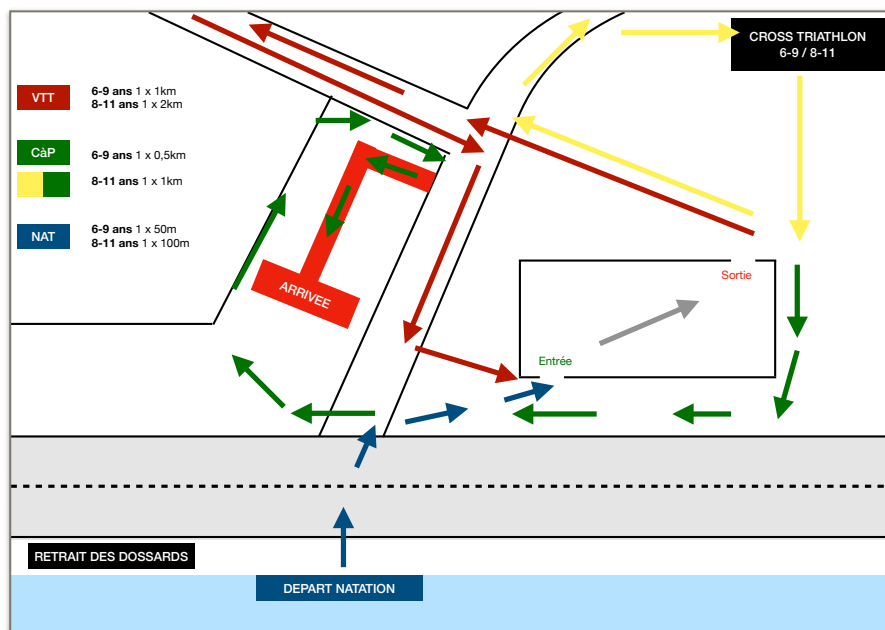 CROSS TRIATHLON
6-9 / 8-11
VTT
6-9 ans 1 x 1km
8-11 ans 1 x 2km
CàP
6-9 ans 1 x 0,5km
8-11 ans 1 x 1km
NAT
6-9 ans 1 x 50m
8-11 ans 1 x 100m
Sortie
ARRIVEE
Entrée
RETRAIT DES DOSSARDS
DEPART NATATION